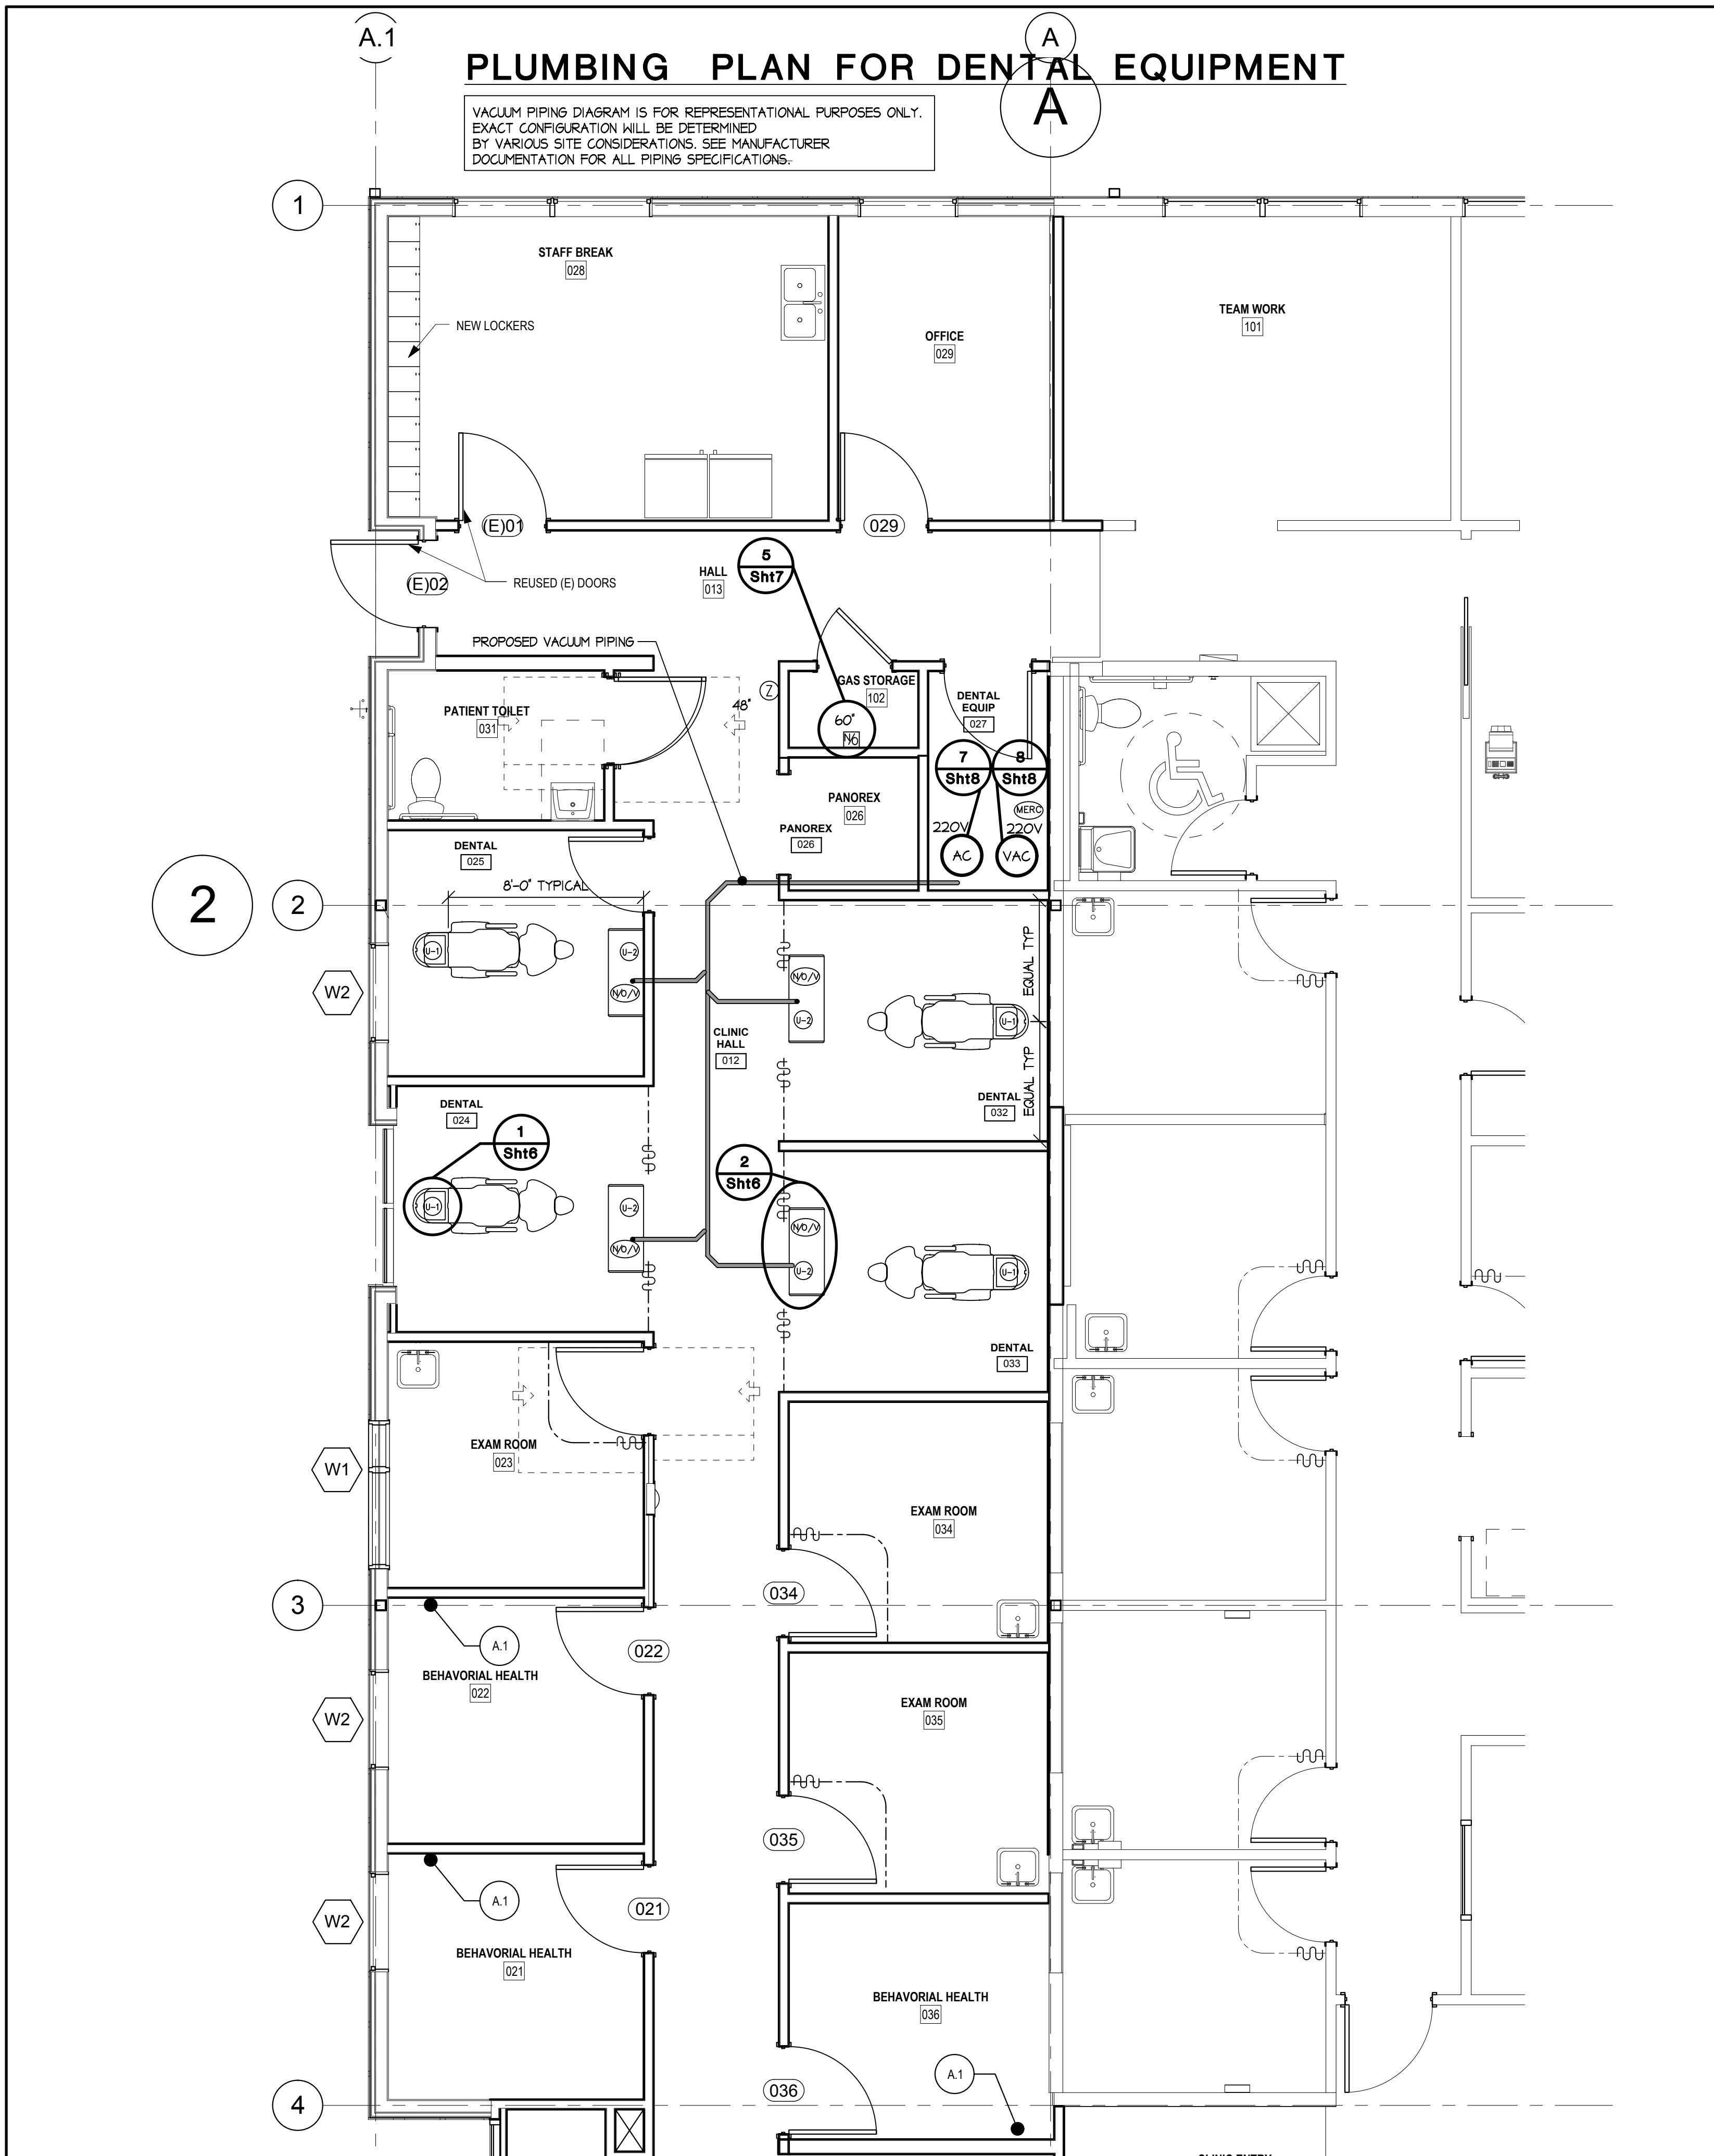 A.1
A
PLUMBING PLAN FOR DENTAL EQUIPMENT
A
VACUUM PIPING DIAGRAM IS FOR REPRESENTATIONAL PURPOSES ONLY.
EXACT CONFIGURATION WILL BE DETERMINED
BY VARIOUS SITE CONSIDERATIONS. SEE MANUFACTURER
DOCUMENTATION FOR ALL PIPING SPECIFICATIONS.
1
STAFF BREAK
028
NEW LOCKERS
OFFICE
029
TEAM WORK
101
(E)01
029
(E)02
REUSED (E) DOORS
HALL
013
5
Sht7
PROPOSED VACUUM PIPING
PATIENT TOILET
031
48"
Z
GAS STORAGE
102
60"
DENTAL
EQUIP
027
7
Sht8
8
Sht8
MERC
220V
220V
AC
VAC
PANOREX
026
PANOREX
026
DENTAL
025
8'-0" TYPICAL
2
2
U-1
U-2
N/O/V
W2
N/O/V
U-2
U-1
EQUAL TYP
EQUAL TYP
CLINIC
HALL
012
DENTAL
032
DENTAL
024
1
Sht6
2
Sht6
U-1
U-2
N/O/V
N/O/V
U-2
U-1
DENTAL
033
EXAM ROOM
023
W1
EXAM ROOM
034
3
034
A.1
022
BEHAVORIAL HEALTH
022
W2
EXAM ROOM
035
035
A.1
021
W2
BEHAVORIAL HEALTH
021
BEHAVORIAL HEALTH
036
A.1
036
4